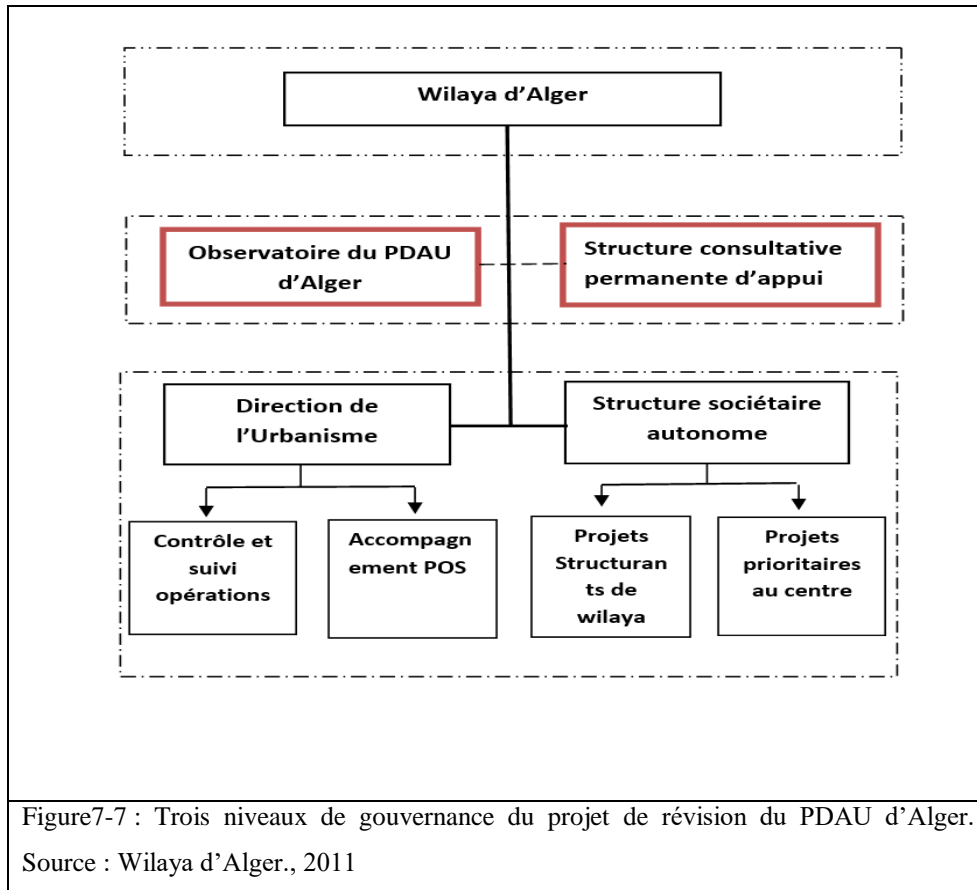 Wilaya d'Alger
Observatoire du PDAU
d'Alger
Structure consultative
permanente d'appui
Direction de
l'Urbanisme
Structure sociétaire
autonome
Contrôle et
suivi
opérations
Accompagn
ement POS
Projets
Structuran
ts de
wilaya
Projets
prioritaires
au centre
Figure7-7 : Trois niveaux de gouvernance du projet de révision du PDAU d'Alger.
Source : Wilaya d'Alger., 2011